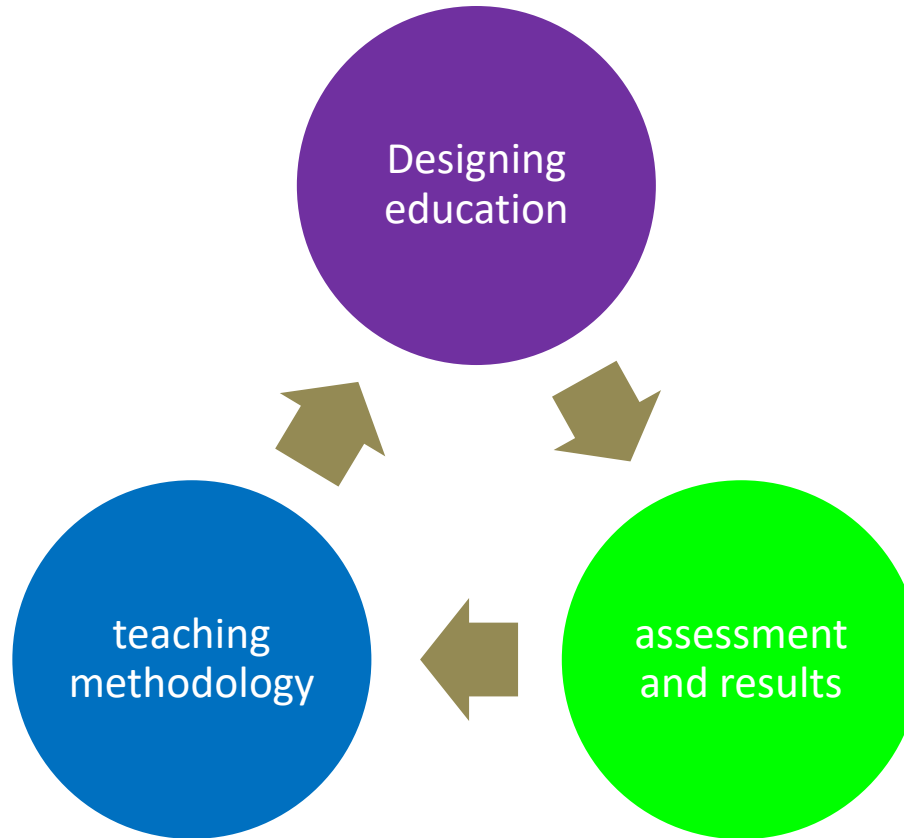 Designing
education
teaching
methodology
assessment
and results